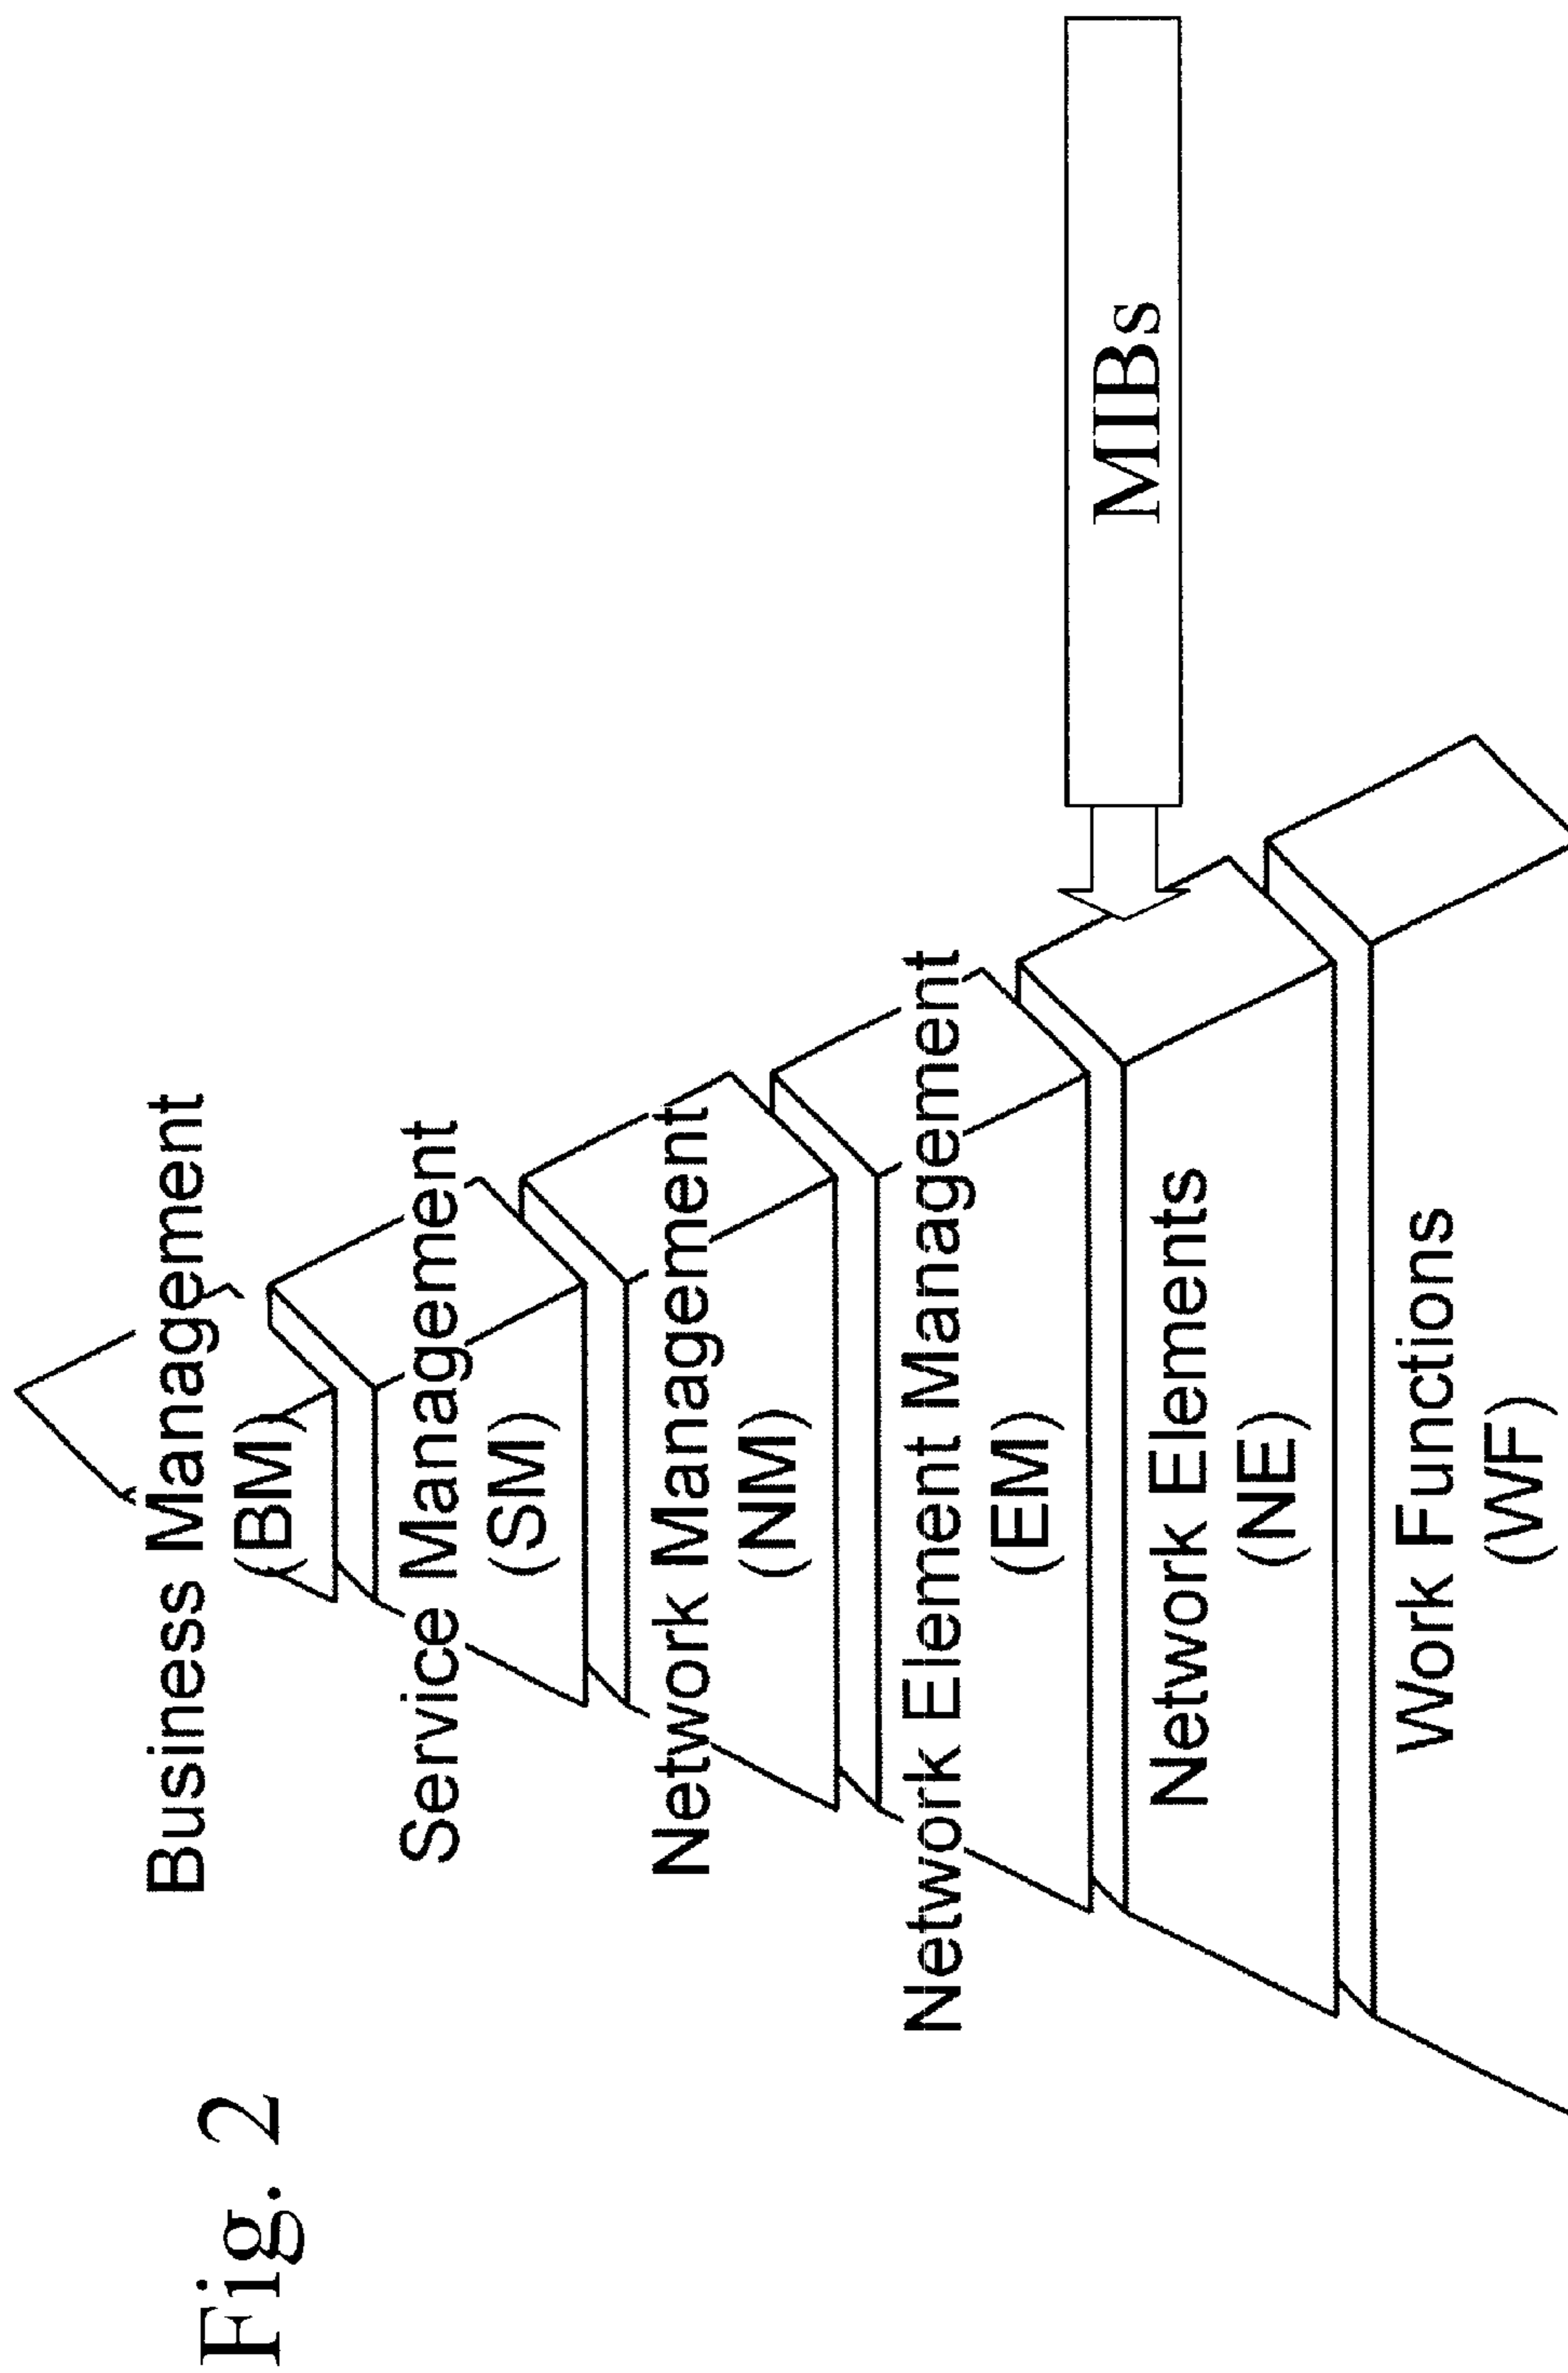 Fig. 2
Business Management
(BM)
Service Management
(SM)
Network Management
(NM)
Network Element Management
(EM)
Network Elements
(NE)
Work Functions
(WF)
MIBs